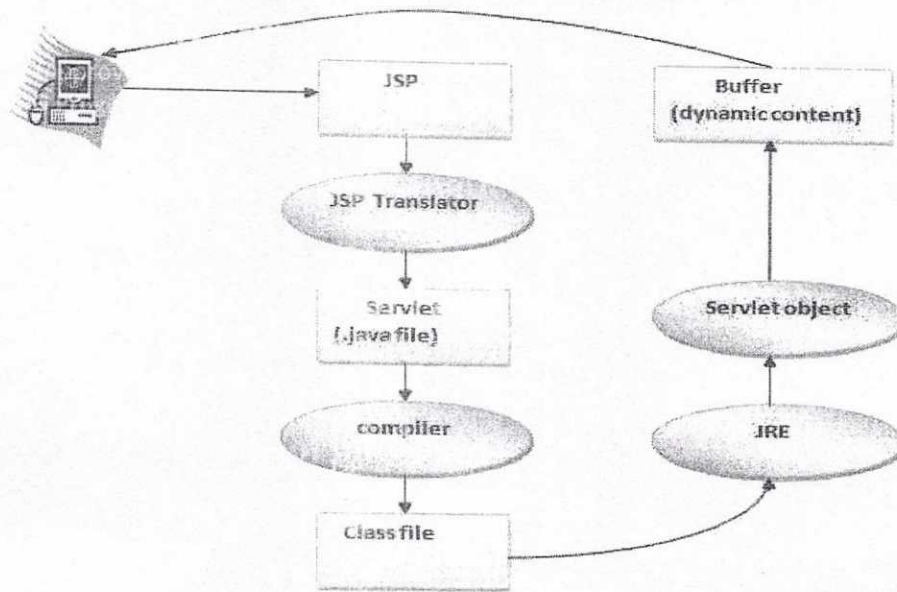 JSP
JSP Translator
Servlet
(.java file)
compiler
Class file
JRE
Servlet object
Buffer
(dynamic content)